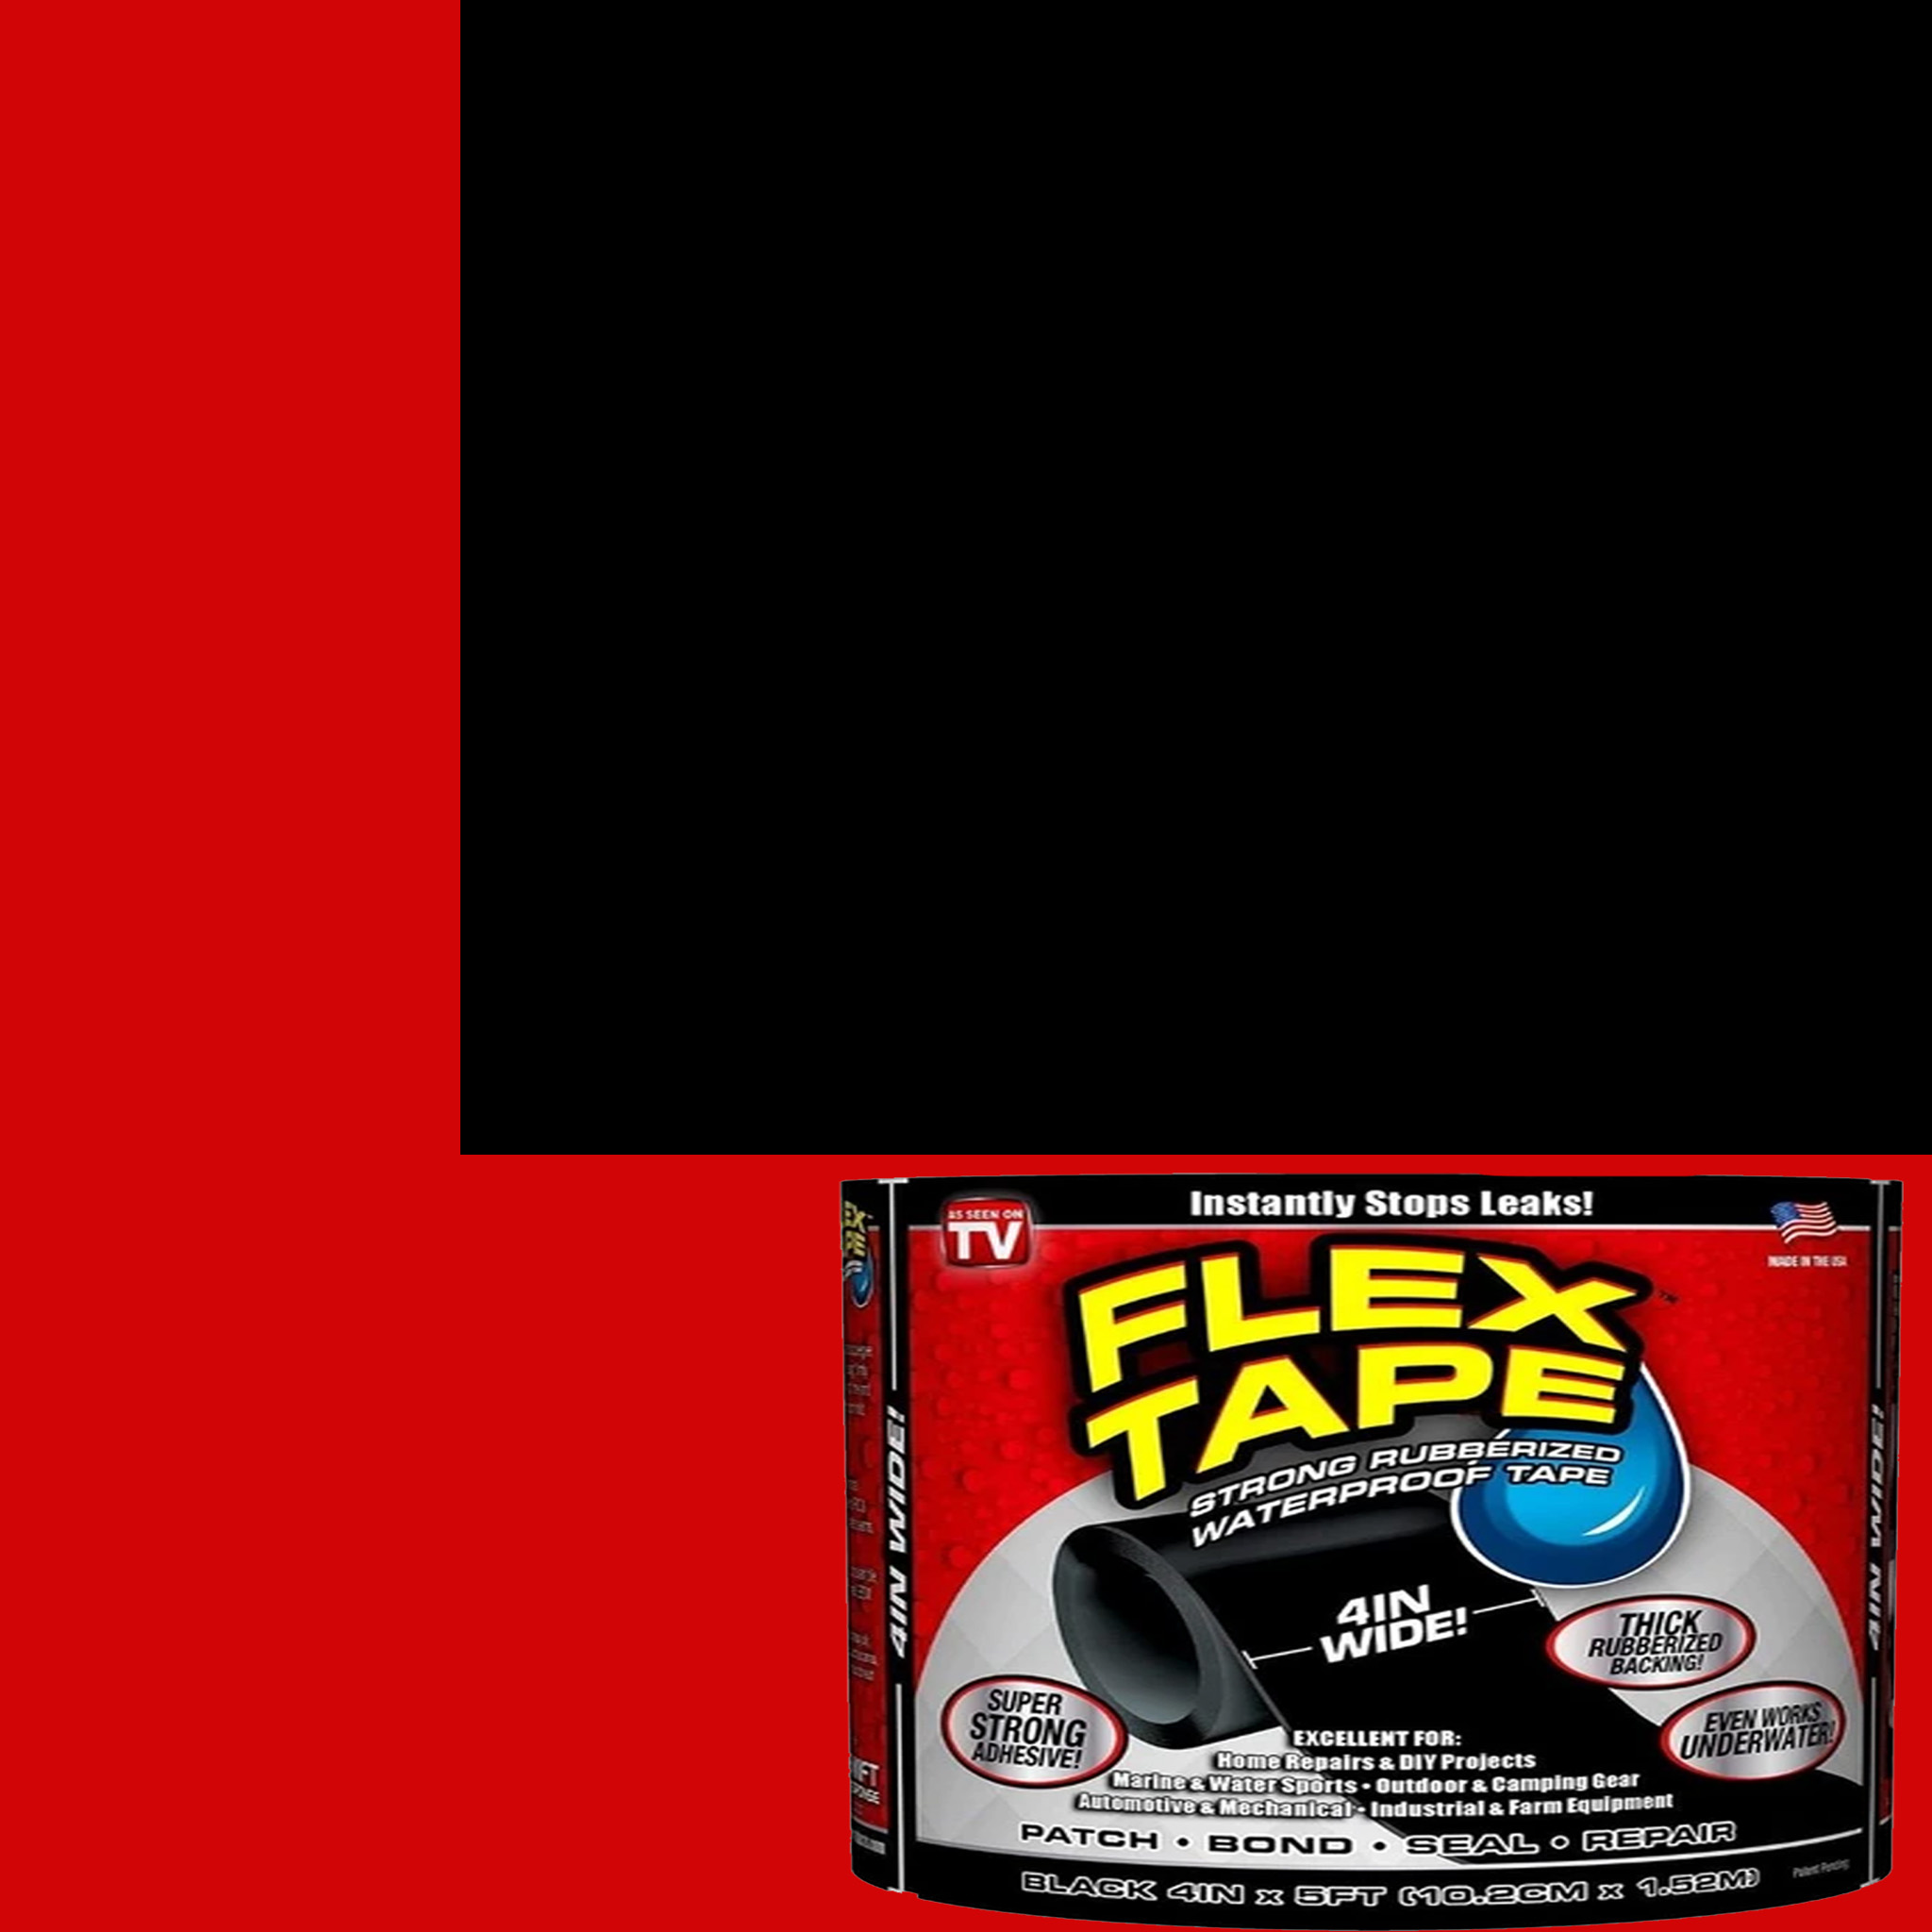 Instantly Stops Leaks!
AS SEEN ON
TV
MADE IN THE USA
FLEX
TAPE™
STRONG RUBBERIZED
WATERPROOF TAPE
4IN WIDE!
4IN
WIDE!
4IN WIDE!
THICK
RUBBERIZED
BACKING!
SUPER
STRONG
ADHESIVE!
EVEN WORKS
UNDERWATER!
EXCELLENT FOR:
Home Repairs & DIY Projects
Marine & Water Sports • Outdoor & Camping Gear
Automotive & Mechanical • Industrial & Farm Equipment
PATCH • BOND • SEAL • REPAIR
BLACK 4IN x 5FT (10.2CM x 1.52M)
Patent Pending